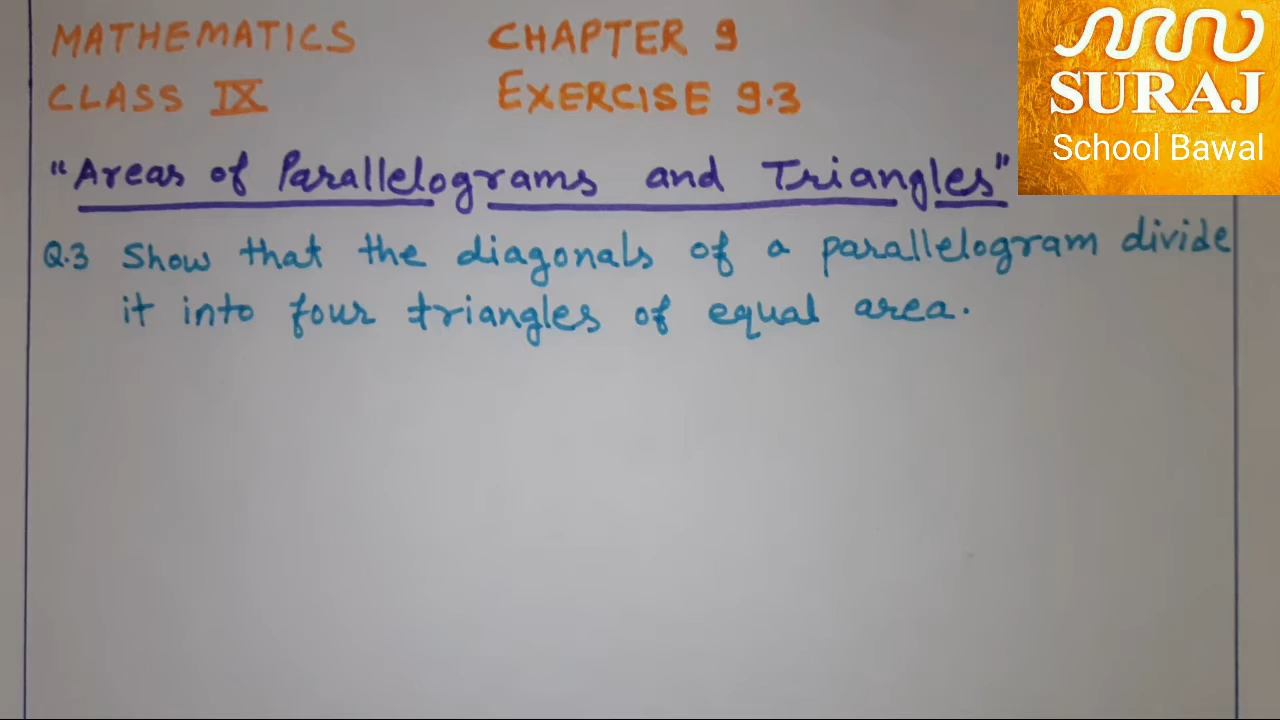 MATHEMATICS CHAPTER 9
CLASS IX EXERCISE 9.3
SURAJ
School Bawal
"Areas of Parallelograms and Triangles"
Q.3 Show that the diagonals of a parallelogram divide
it into four triangles of equal area.